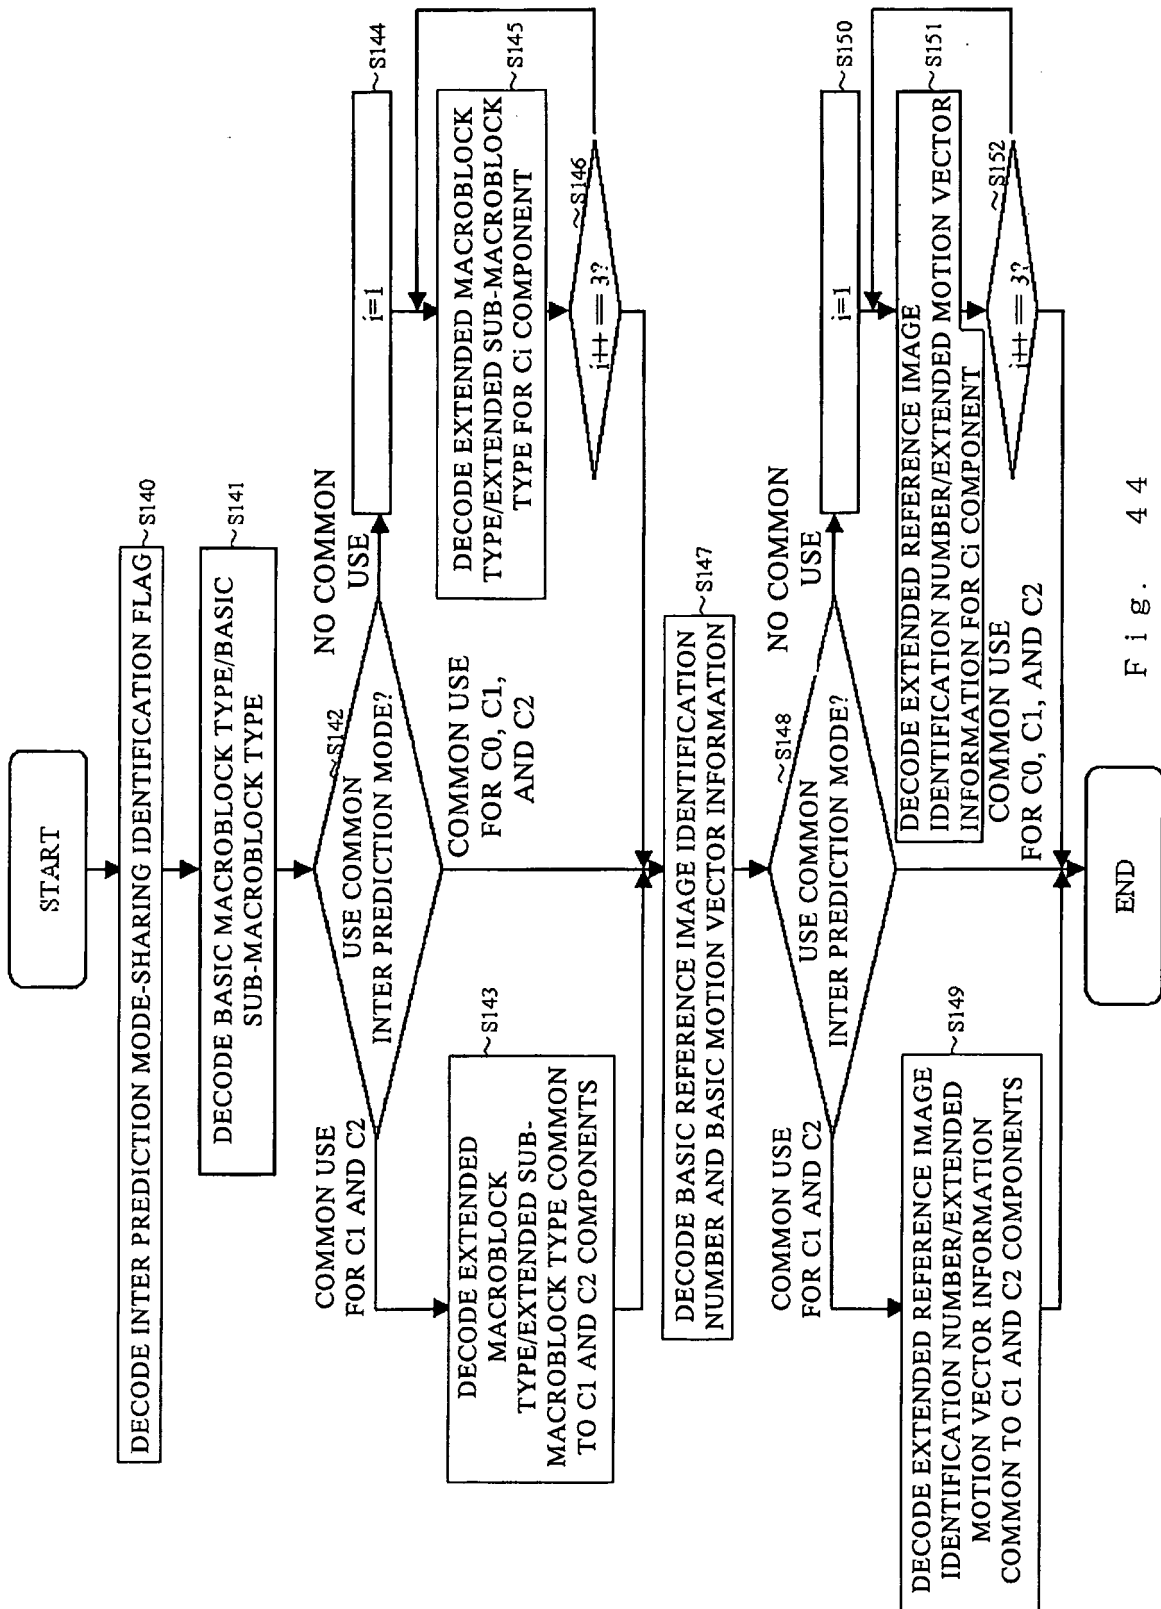 START
DECODE INTER PREDICTION MODE-SHARING IDENTIFICATION FLAG
~S140
DECODE BASIC MACROBLOCK TYPE/BASIC
SUB-MACROBLOCK TYPE
~S141
USE COMMON
INTER PREDICTION MODE?
~S142
COMMON USE
FOR C1 AND C2
DECODE EXTENDED
MACROBLOCK
TYPE/EXTENDED SUB-
MACROBLOCK TYPE COMMON
TO C1 AND C2 COMPONENTS
~S143
COMMON USE
FOR C0, C1,
AND C2
NO COMMON
USE
i=1
~S144
DECODE EXTENDED MACROBLOCK
TYPE/EXTENDED SUB-MACROBLOCK
TYPE FOR Ci COMPONENT
~S145
i++ == 3?
~S146
DECODE BASIC REFERENCE IMAGE IDENTIFICATION
NUMBER AND BASIC MOTION VECTOR INFORMATION
~S147
USE COMMON
INTER PREDICTION MODE?
~S148
COMMON USE
FOR C1 AND C2
DECODE EXTENDED REFERENCE IMAGE
IDENTIFICATION NUMBER/EXTENDED
MOTION VECTOR INFORMATION
COMMON TO C1 AND C2 COMPONENTS
~S149
NO COMMON
USE
i=1
~S150
DECODE EXTENDED REFERENCE IMAGE
IDENTIFICATION NUMBER/EXTENDED MOTION VECTOR
INFORMATION FOR Ci COMPONENT
~S151
i++ == 3?
~S152
COMMON USE
FOR C0, C1, AND C2
END
Fig. 44